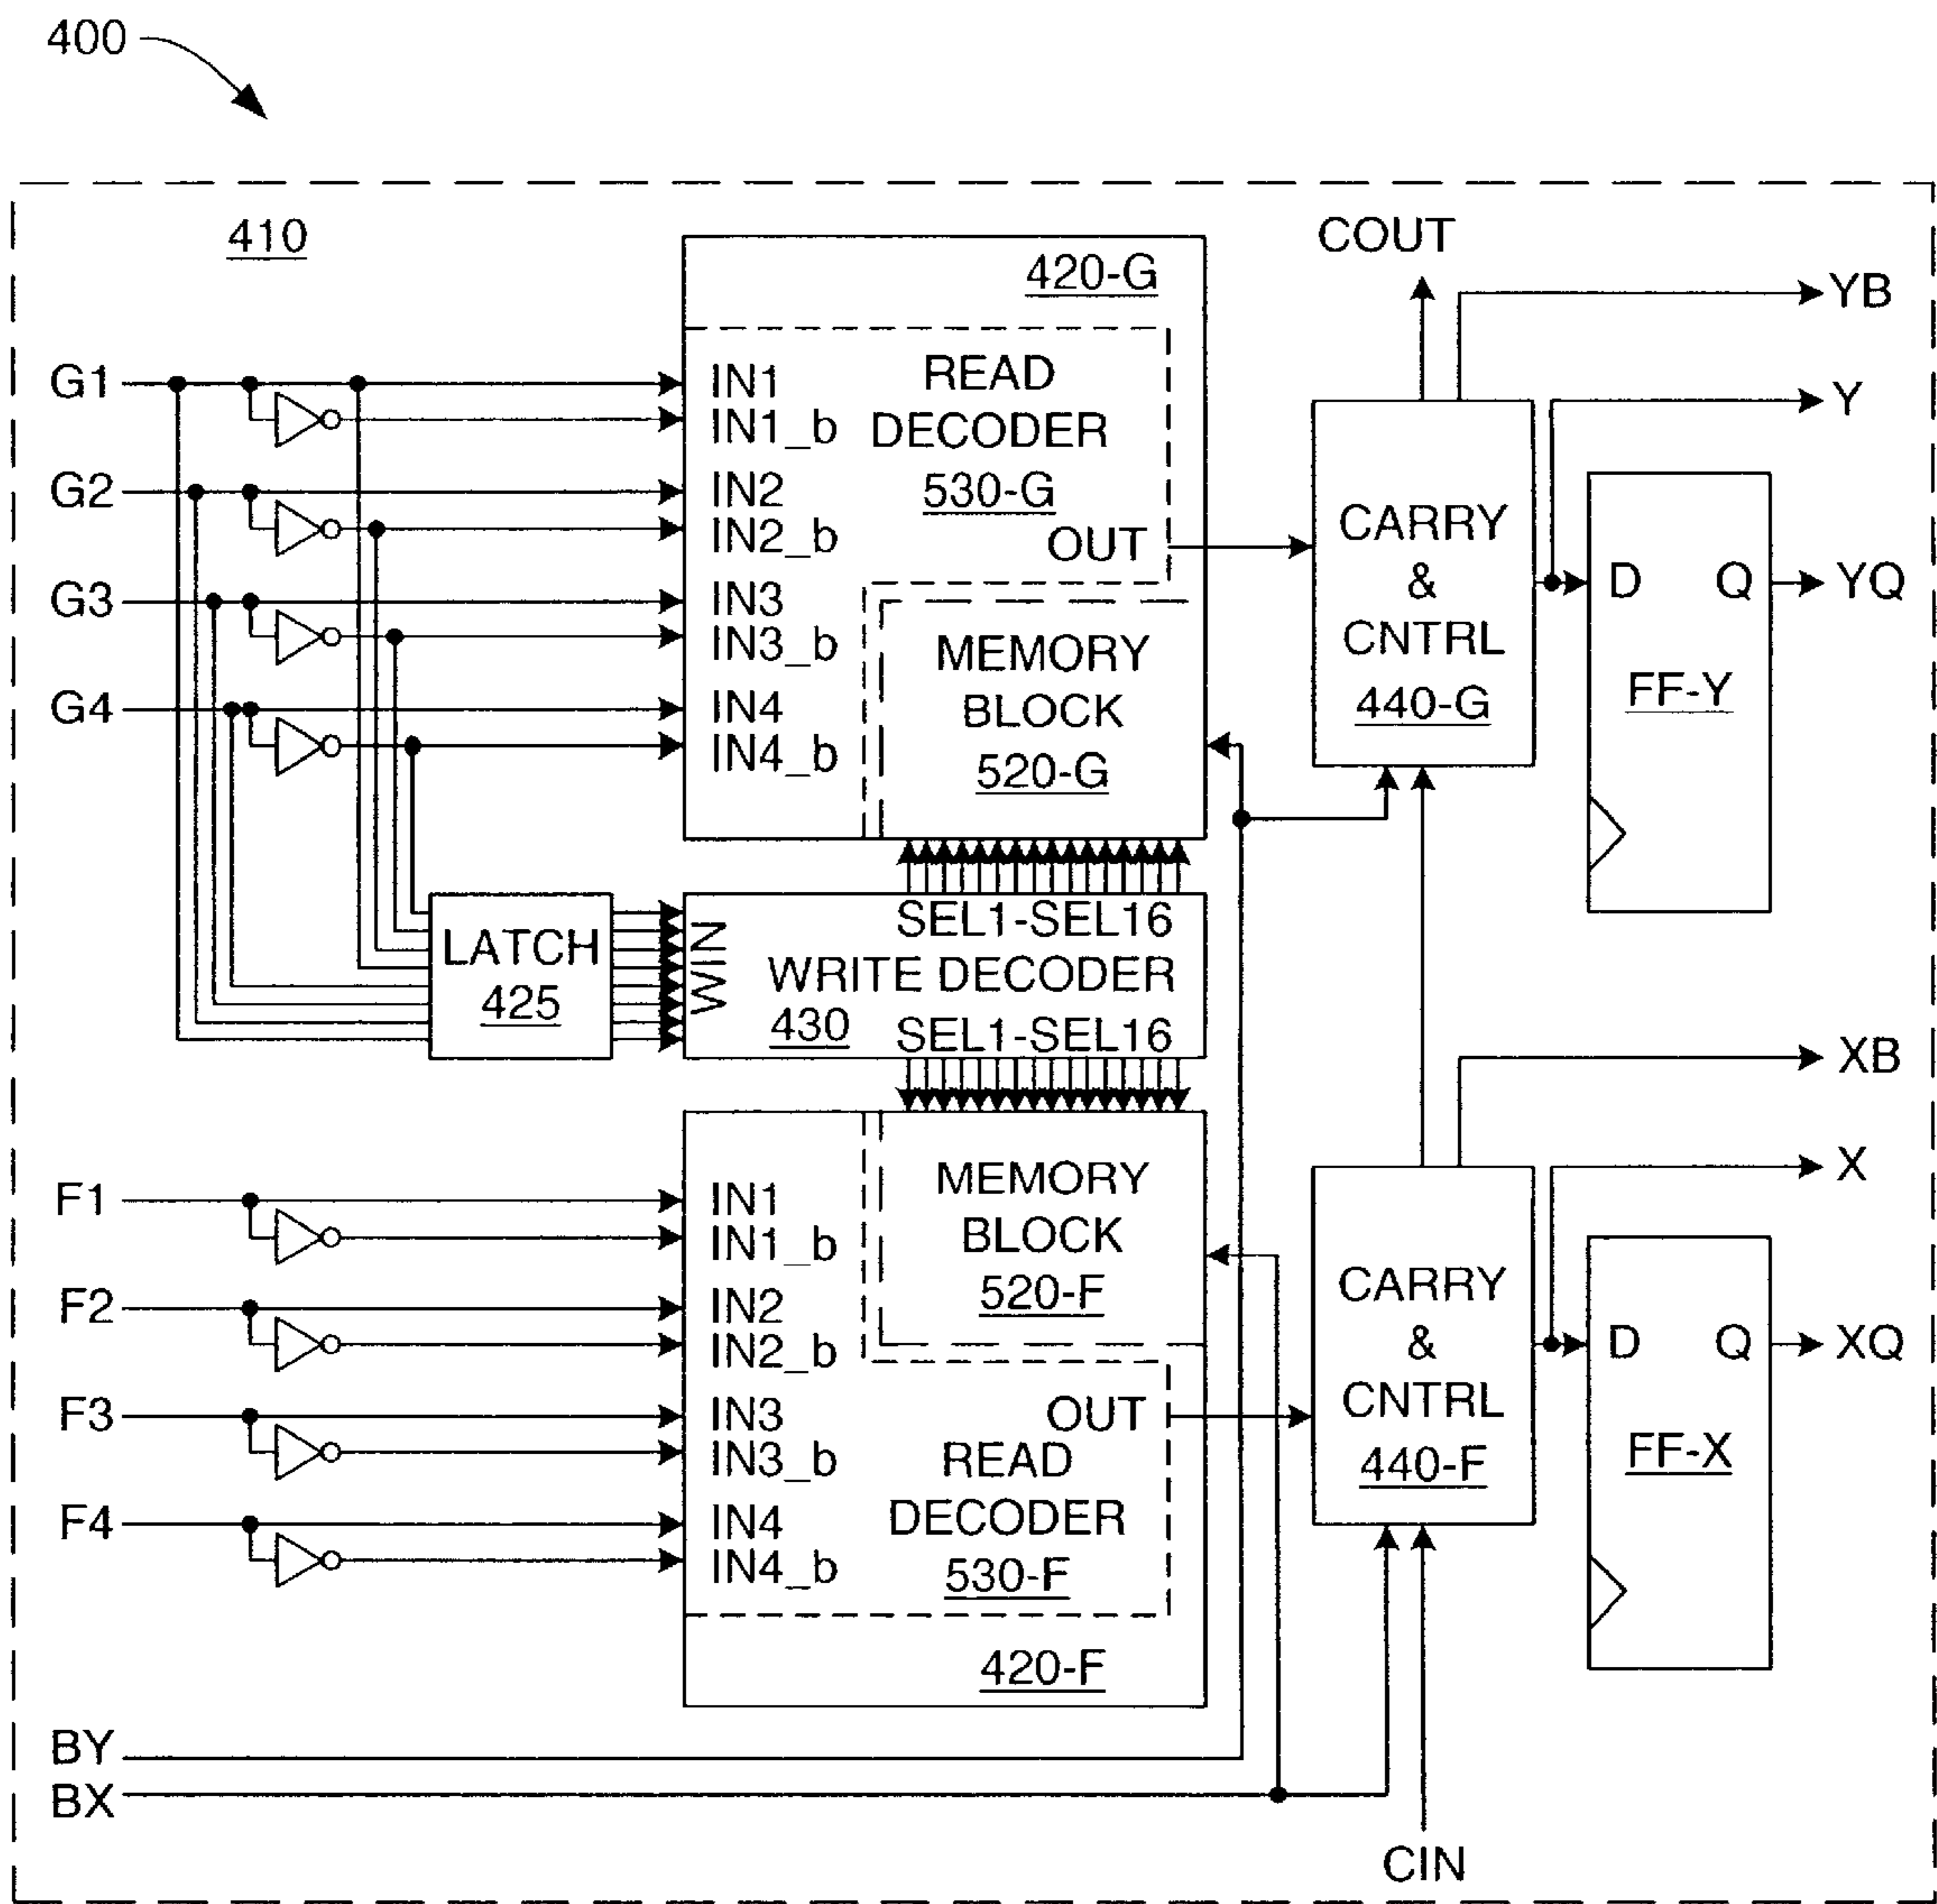 400
410
420-G
COUT
YB
G1
IN1
READ
Y
IN1_b
DECODER
G2
IN2
530-G
IN2_b
OUT
CARRY
&
CNTRL
440-G
D
Q
YQ
FF-Y
G3
IN3
IN3_b
MEMORY
BLOCK
520-G
G4
IN4
IN4_b
LATCH
425
WIN
SEL1-SEL16
WRITE DECODER
430
SEL1-SEL16
XB
X
F1
IN1
IN1_b
MEMORY
BLOCK
520-F
F2
IN2
IN2_b
CARRY
&
CNTRL
440-F
D
Q
XQ
FF-X
F3
IN3
OUT
IN3_b
READ
DECODER
530-F
F4
IN4
IN4_b
420-F
BY
BX
CIN